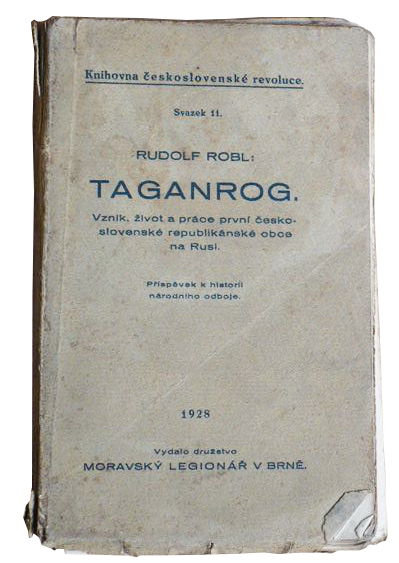 Knihovna československé revoluce.
Svazek 11.
RUDOLF ROBL:
TAGANROG.
Vznik, život a práce první česko-
slovenské republikánské obce
na Rusi.
Příspěvek k historii
národního odboje.
1928
Vydalo družstvo
MORAVSKÝ LEGIONÁŘ V BRNĚ.